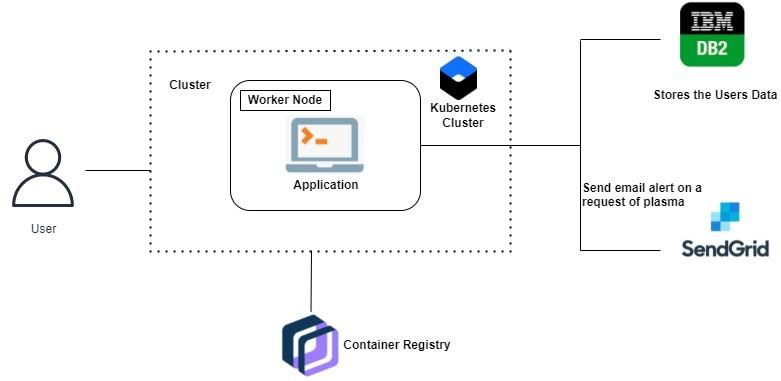 IBM
DB2
Stores the Users Data
Cluster
Worker Node
Kubernetes
Cluster
Application
User
Send email alert on a
request of plasma
SendGrid
Container Registry